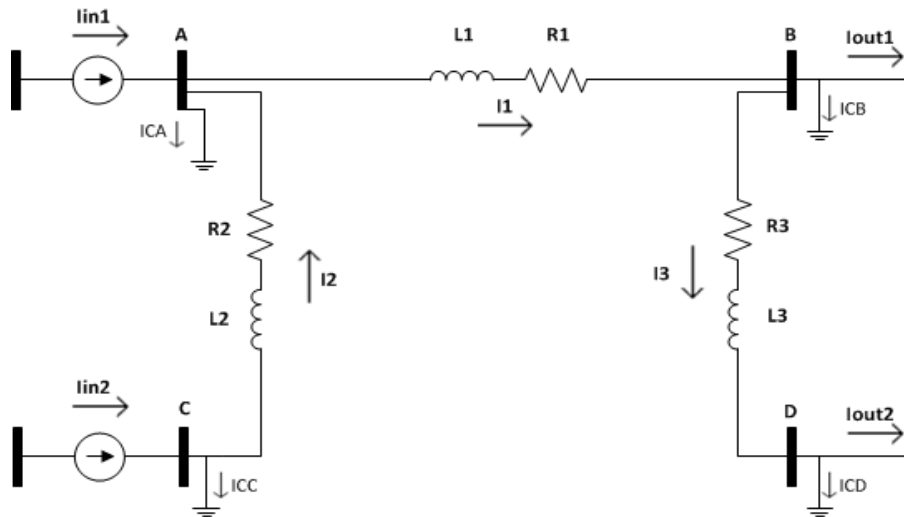 Iin1
A
L1
R1
B
Iout1
ICA
I1
ICB
R2
I2
R3
I3
L2
L3
Iin2
C
D
Iout2
ICC
ICD